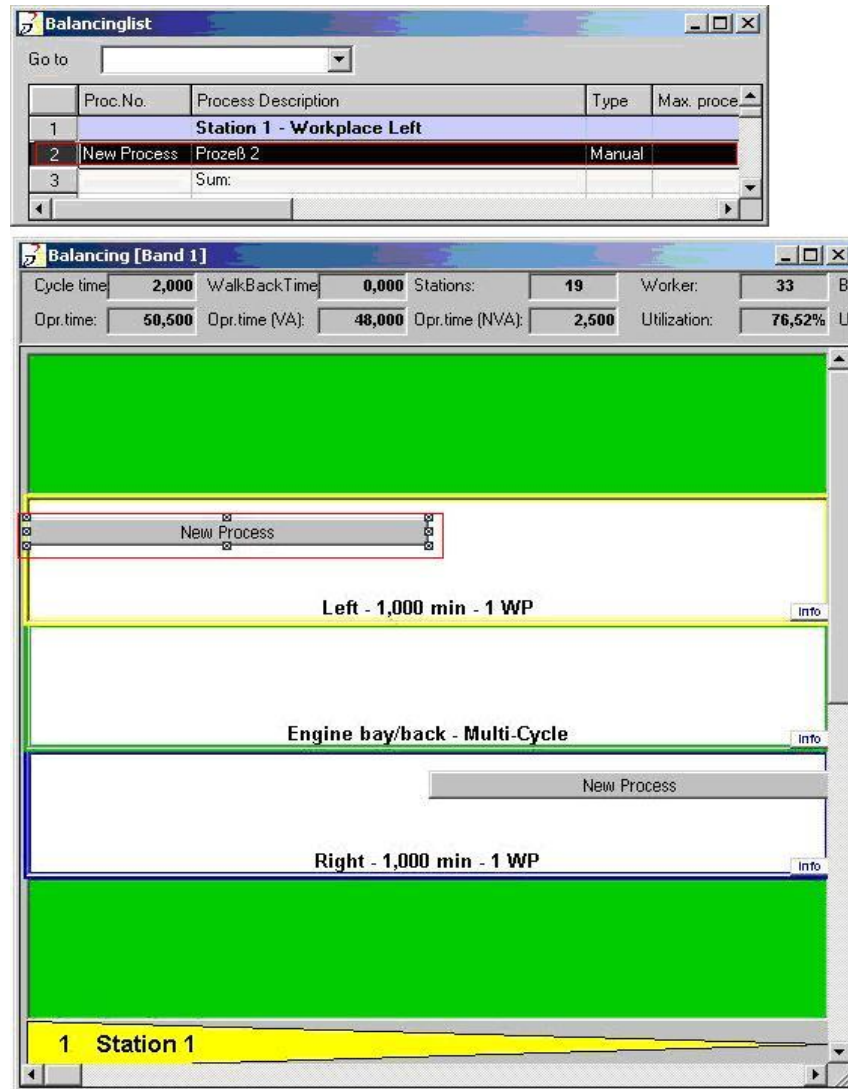 Balancinglist
Go to
Proc.No. Process Description Type Max. proce
1 Station 1 - Workplace Left
2 New Process Prozeß 2 Manual
3 Sum:
Balancing [Band 1]
Cycle time 2,000 WalkBackTime 0,000 Stations: 19 Worker: 33 B
Opr.time: 50,500 Opr.time (VA): 48,000 Opr.time (NVA): 2,500 Utilization: 76,52% U
New Process
Left - 1,000 min - 1 WP
Info
Engine bay/back - Multi-Cycle
Info
New Process
Right - 1,000 min - 1 WP
Info
1 Station 1